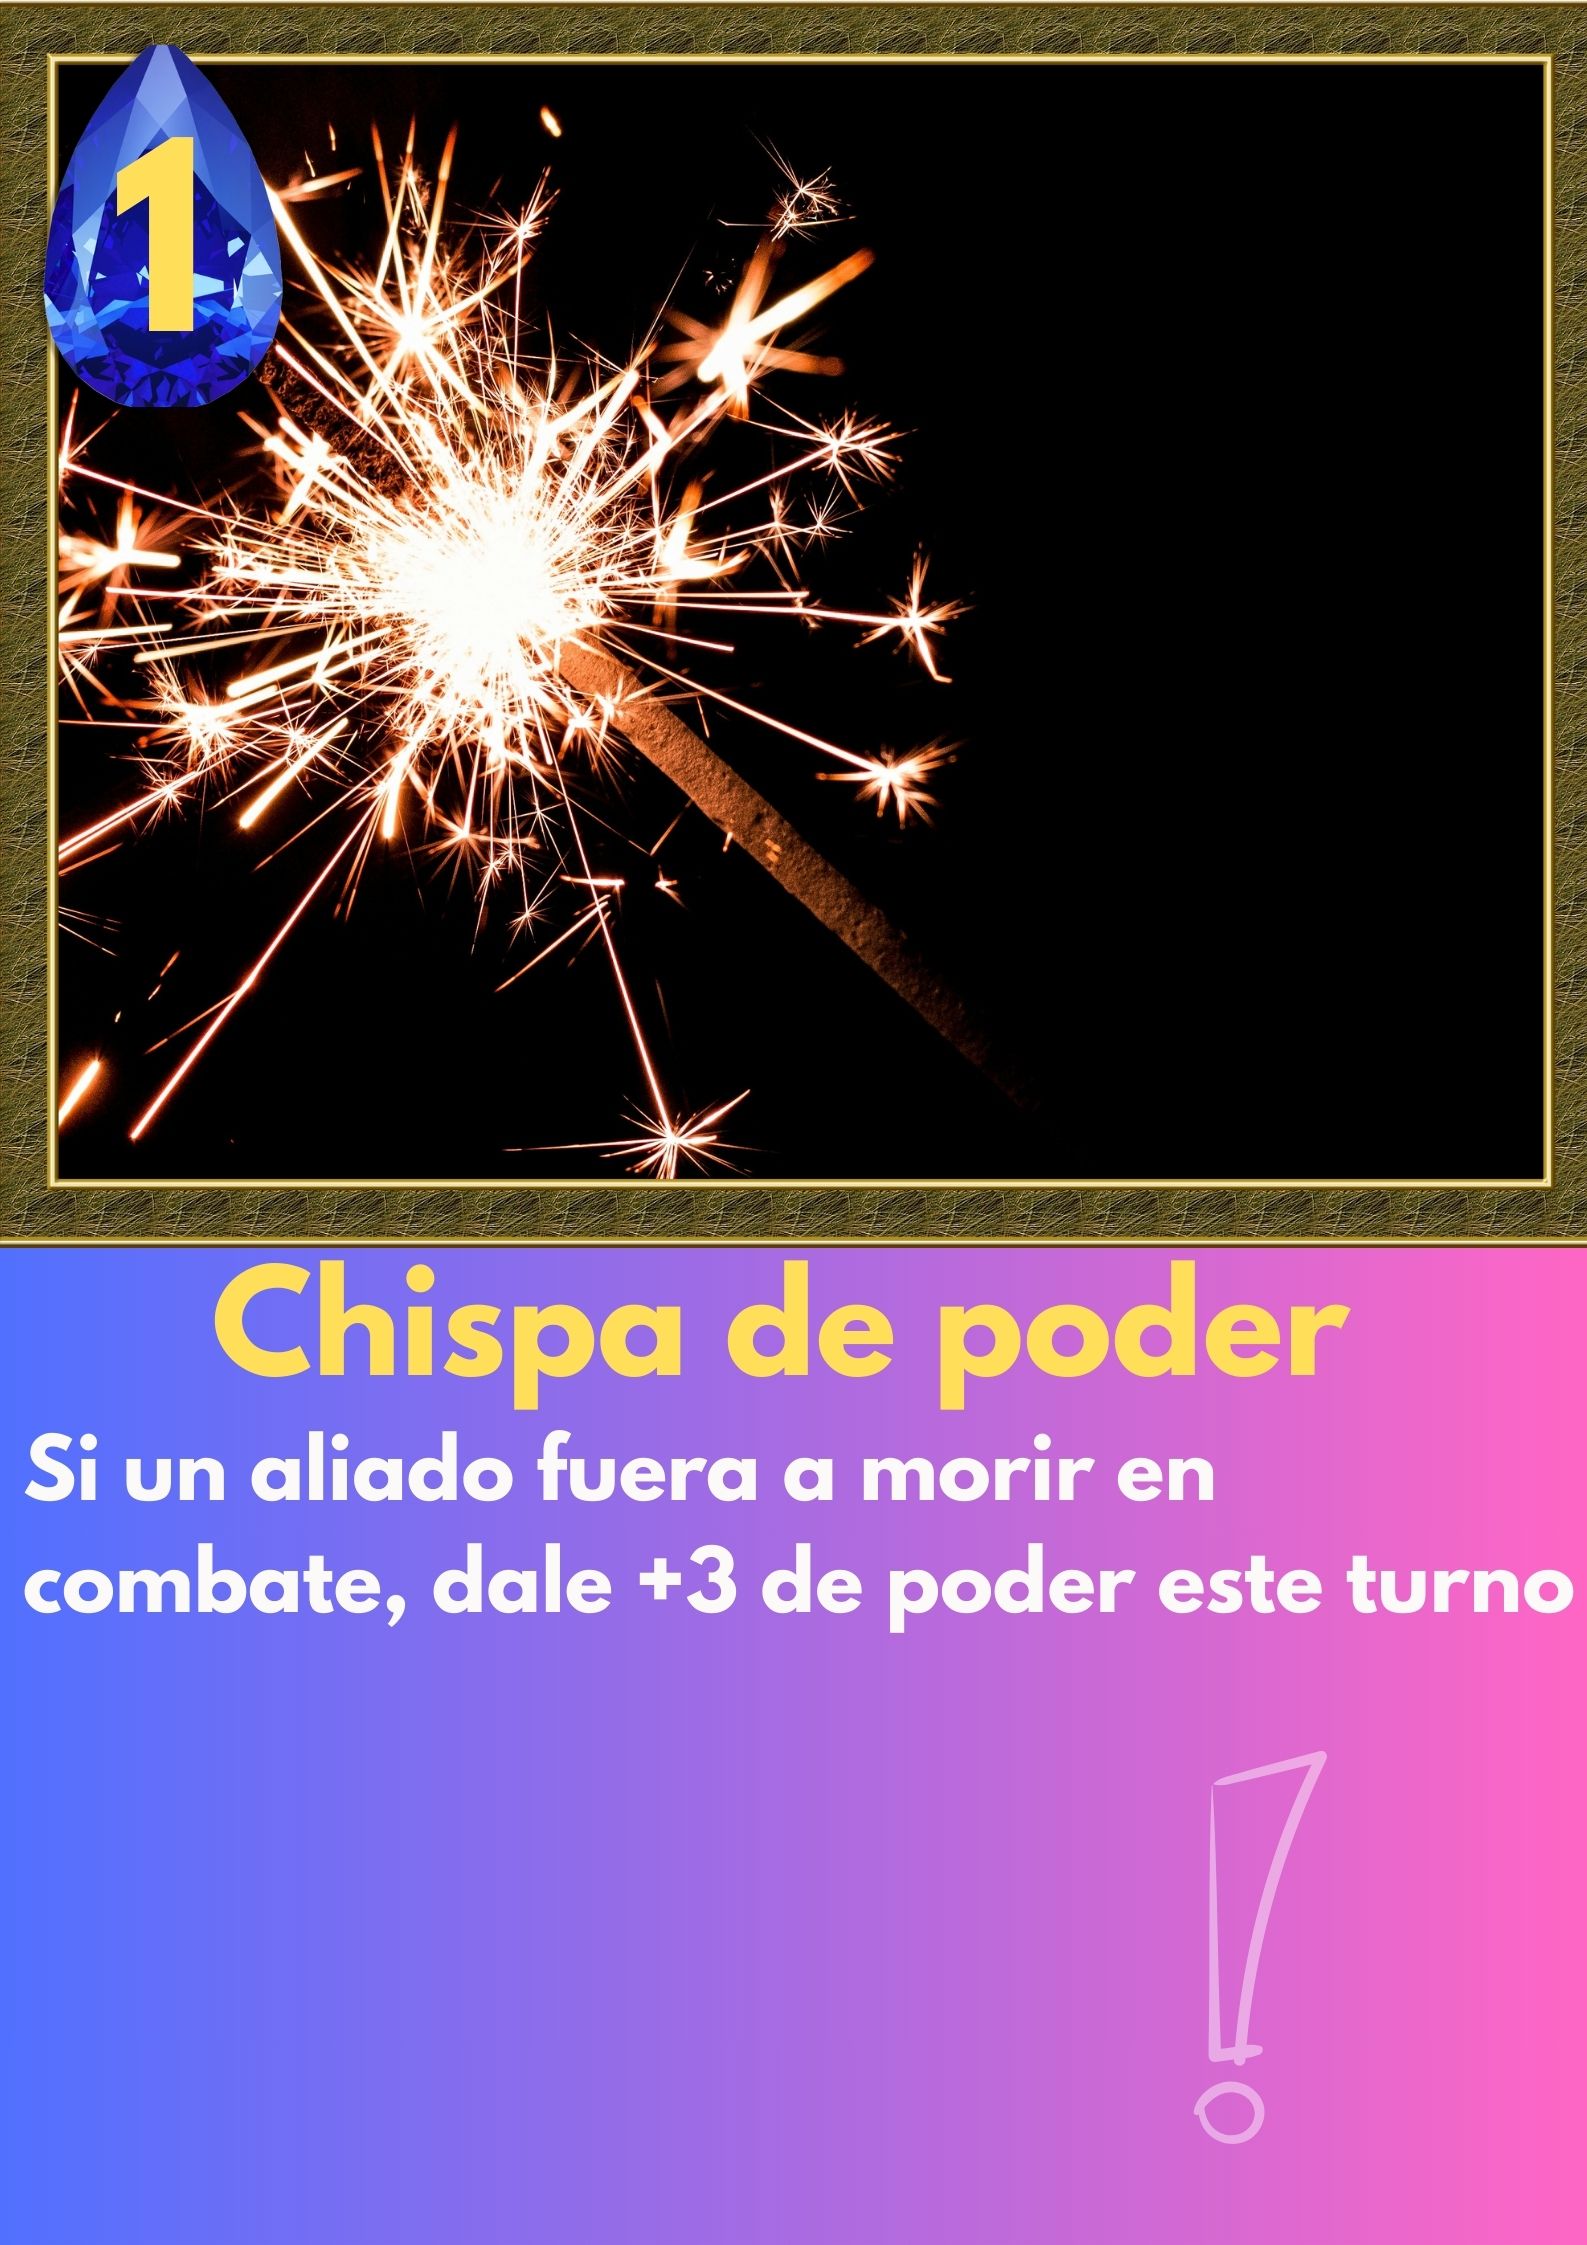 1
Chispa de poder
Si un aliado fuera a morir en
combate, dale +3 de poder este turno
!